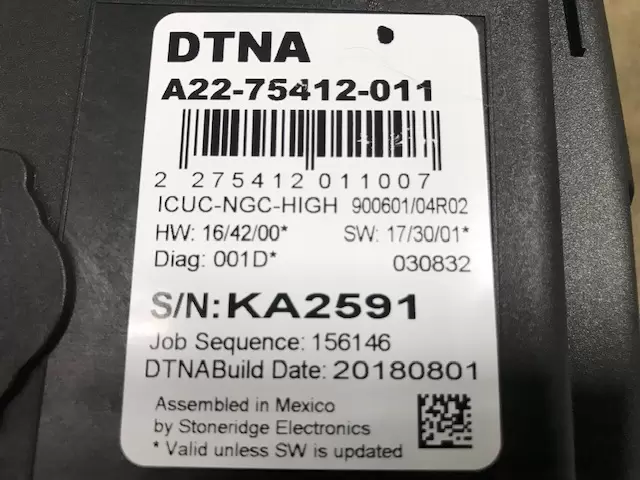 DTNA
A22-75412-011
2 275412 011007
ICUC-NGC-HIGH 900601/04R02
HW: 16/42/00* SW: 17/30/01*
Diag: 001D* 030832
S/N: KA2591
Job Sequence: 156146
DTNABuild Date: 20180801
Assembled in Mexico
by Stoneridge Electronics
* Valid unless SW is updated